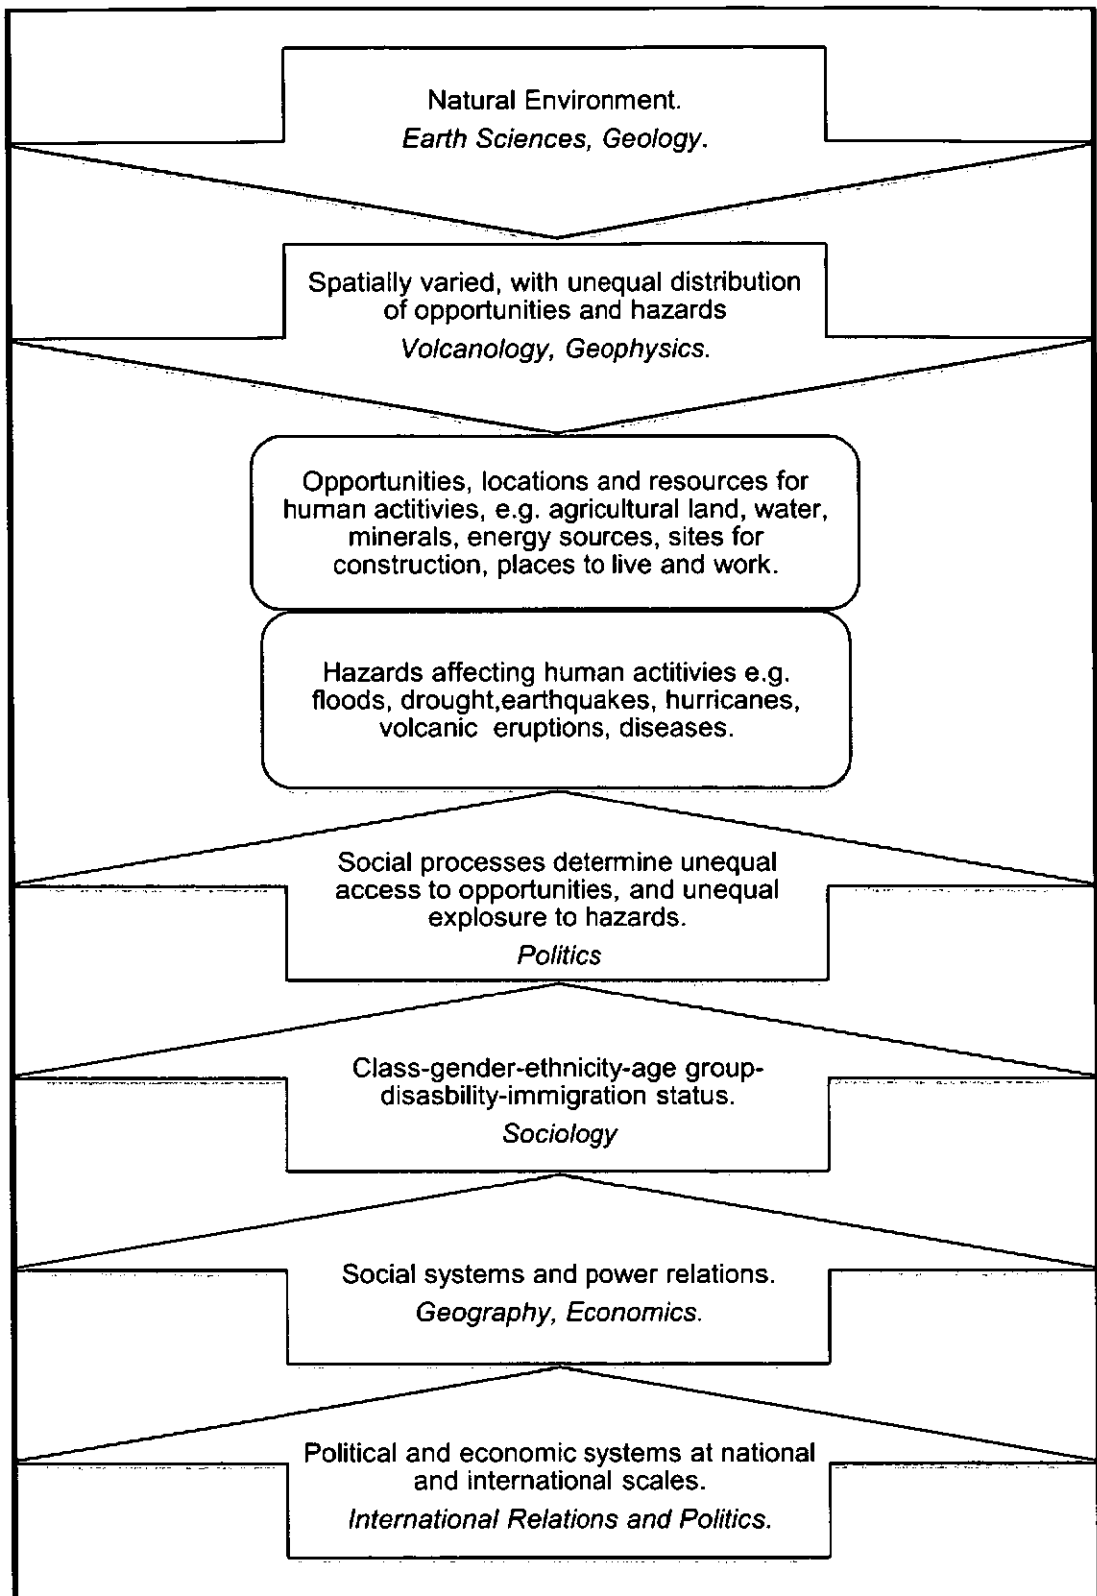 Natural Environment.
Earth Sciences, Geology.
Spatially varied, with unequal distribution
of opportunities and hazards
Volcanology, Geophysics.
Opportunities, locations and resources for
human actitivies, e.g. agricultural land, water,
minerals, energy sources, sites for
construction, places to live and work.
Hazards affecting human actitivies e.g.
floods, drought,earthquakes, hurricanes,
volcanic eruptions, diseases.
Social processes determine unequal
access to opportunities, and unequal
explosure to hazards.
Politics
Class-gender-ethnicity-age group-
disasbility-immigration status.
Sociology
Social systems and power relations.
Geography, Economics.
Political and economic systems at national
and international scales.
International Relations and Politics.